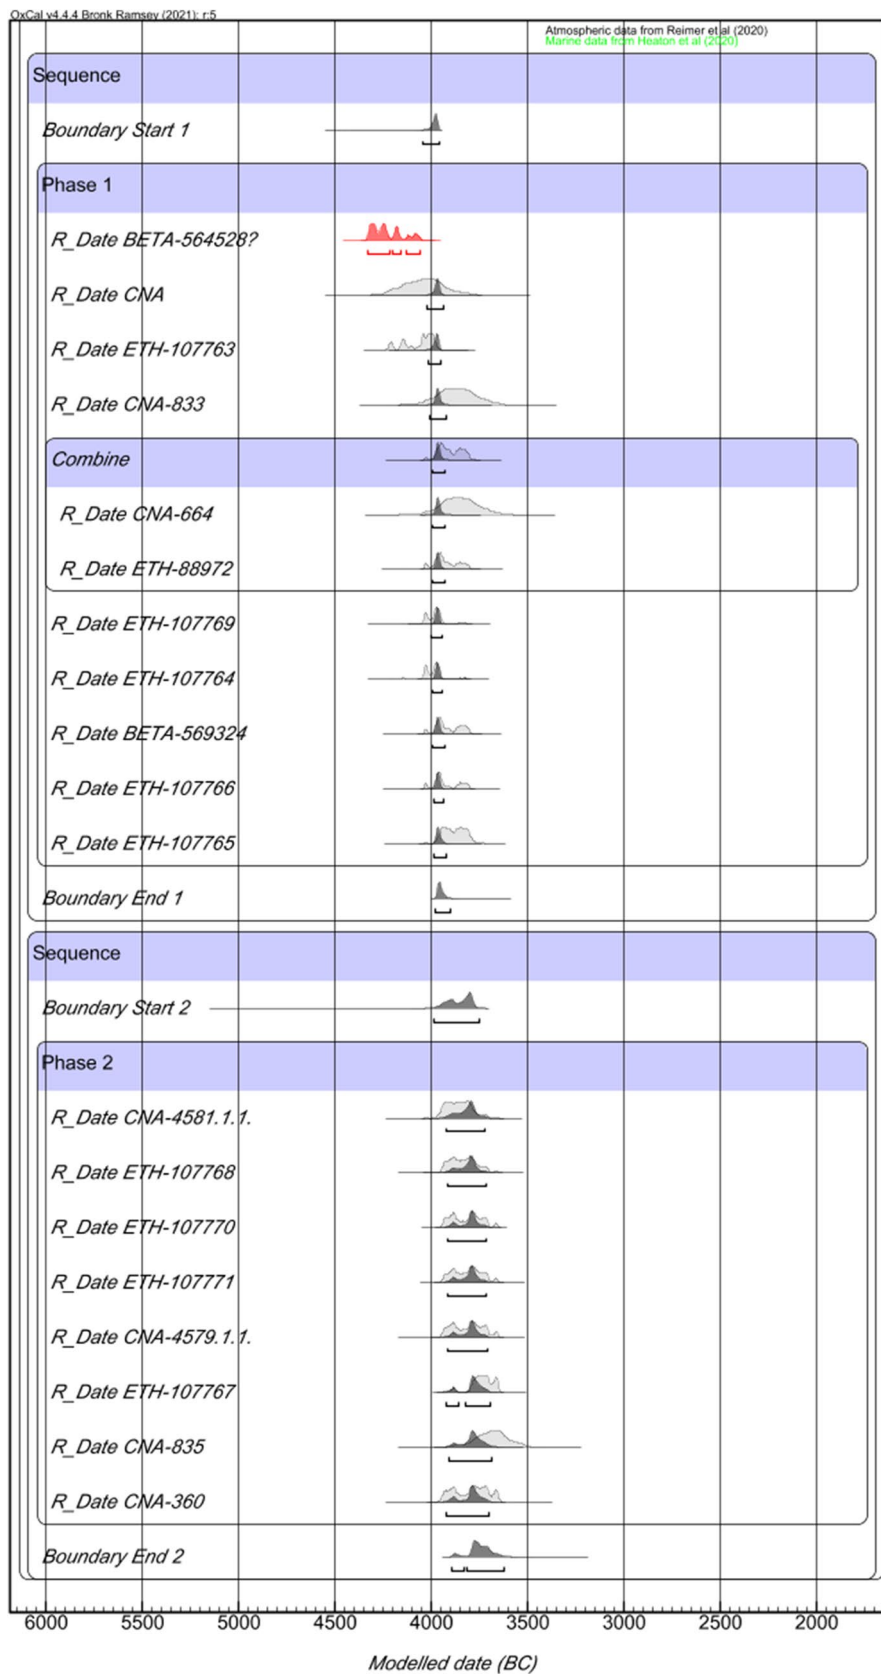 OxCal v4.4.4 Bronk Ramsey (2021); r:5
Atmospheric data from Reimer et al (2020)
Marine data from Heaton et al (2020)
Sequence
Boundary Start 1
Phase 1
R_Date BETA-564528?
R_Date CNA
R_Date ETH-107763
R_Date CNA-833
Combine
R_Date CNA-664
R_Date ETH-88972
R_Date ETH-107769
R_Date ETH-107764
R_Date BETA-569324
R_Date ETH-107766
R_Date ETH-107765
Boundary End 1
Sequence
Boundary Start 2
Phase 2
R_Date CNA-4581.1.1.
R_Date ETH-107768
R_Date ETH-107770
R_Date ETH-107771
R_Date CNA-4579.1.1.
R_Date ETH-107767
R_Date CNA-835
R_Date CNA-360
Boundary End 2
6000 5500 5000 4500 4000 3500 3000 2500 2000
Modelled date (BC)